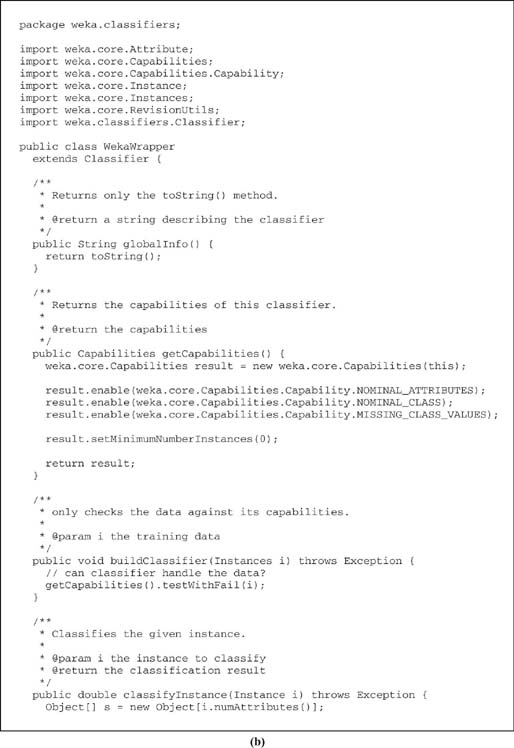 package weka.classifiers;
import weka.core.Attribute;
import weka.core.Capabilities;
import weka.core.Capabilities.Capability;
import weka.core.Instance;
import weka.core.Instances;
import weka.core.RevisionUtils;
import weka.classifiers.Classifier;
public class WekaWrapper
  extends Classifier {
  /**
   * Returns only the toString() method.
   *
   * @return a string describing the classifier
   */
  public String globalInfo() {
    return toString();
  }
  /**
   * Returns the capabilities of this classifier.
   *
   * @return the capabilities
   */
  public Capabilities getCapabilities() {
    weka.core.Capabilities result = new weka.core.Capabilities(this);
    result.enable(weka.core.Capabilities.Capability.NOMINAL_ATTRIBUTES);
    result.enable(weka.core.Capabilities.Capability.NOMINAL_CLASS);
    result.enable(weka.core.Capabilities.Capability.MISSING_CLASS_VALUES);
    result.setMinimumNumberInstances(0);
    return result;
  }
  /**
   * only checks the data against its capabilities.
   *
   * @param i the training data
   */
  public void buildClassifier(Instances i) throws Exception {
    // can classifier handle the data?
    getCapabilities().testWithFail(i);
  }
  /**
   * Classifies the given instance.
   *
   * @param i the instance to classify
   * @return the classification result
   */
  public double classifyInstance(Instance i) throws Exception {
    Object[] s = new Object[i.numAttributes()];
(b)